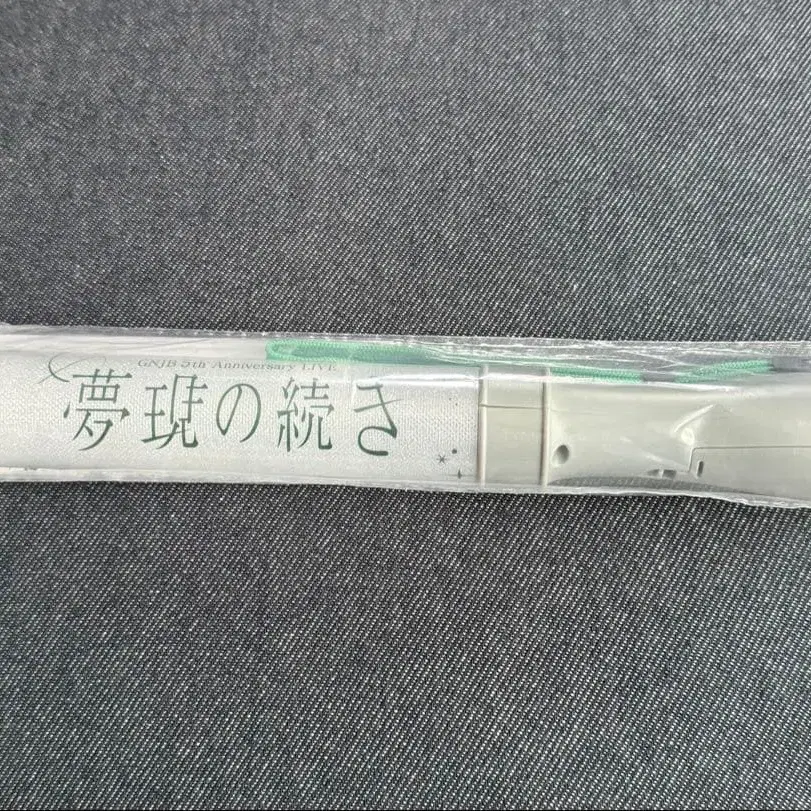 GNJB 5th Anniversary LIVE
夢現の続き